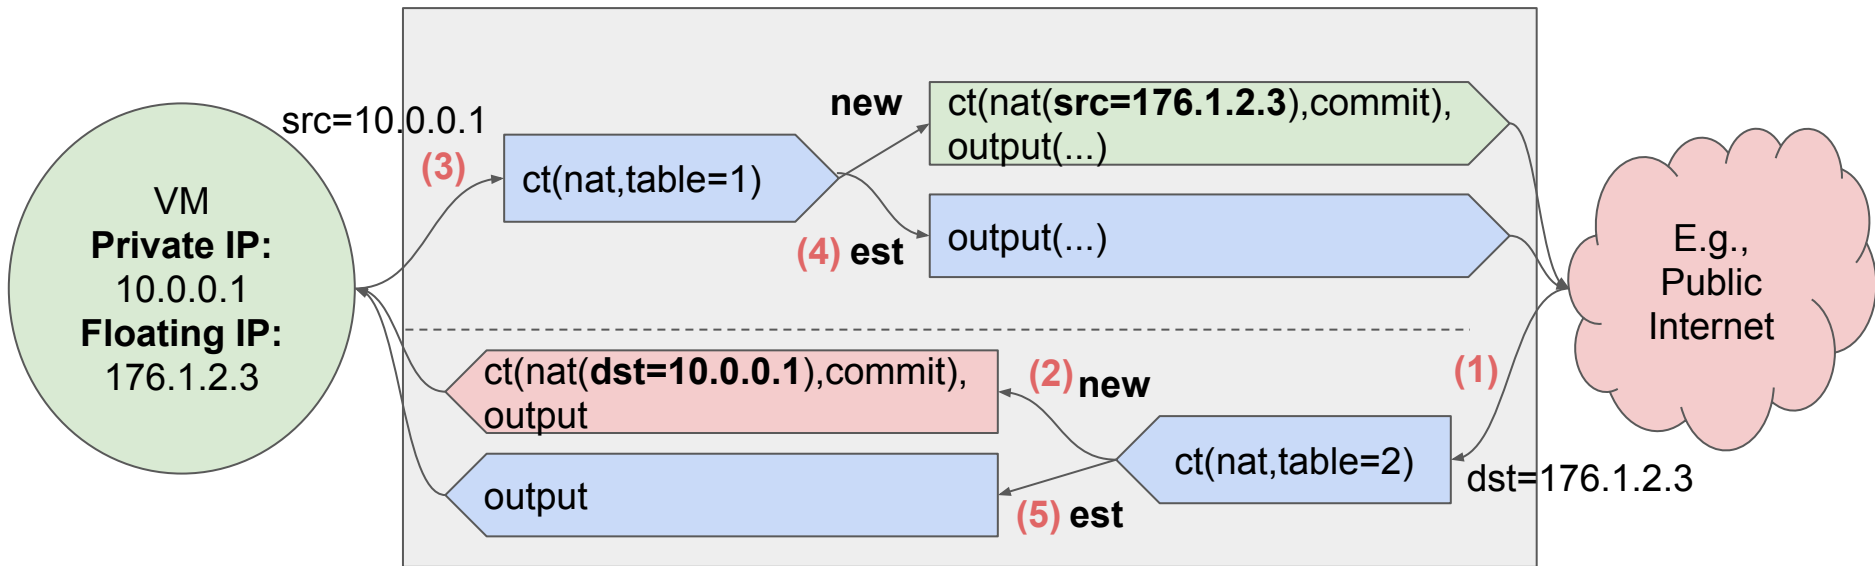 VM
Private IP:
10.0.0.1
Floating IP:
176.1.2.3
src=10.0.0.1
(3)
ct(nat,table=1)
new
ct(nat(src=176.1.2.3),commit),
output(...)
(4) est
output(...)
E.g.,
Public
Internet
(1)
dst=176.1.2.3
ct(nat,table=2)
(2) new
ct(nat(dst=10.0.0.1),commit),
output
(5) est
output